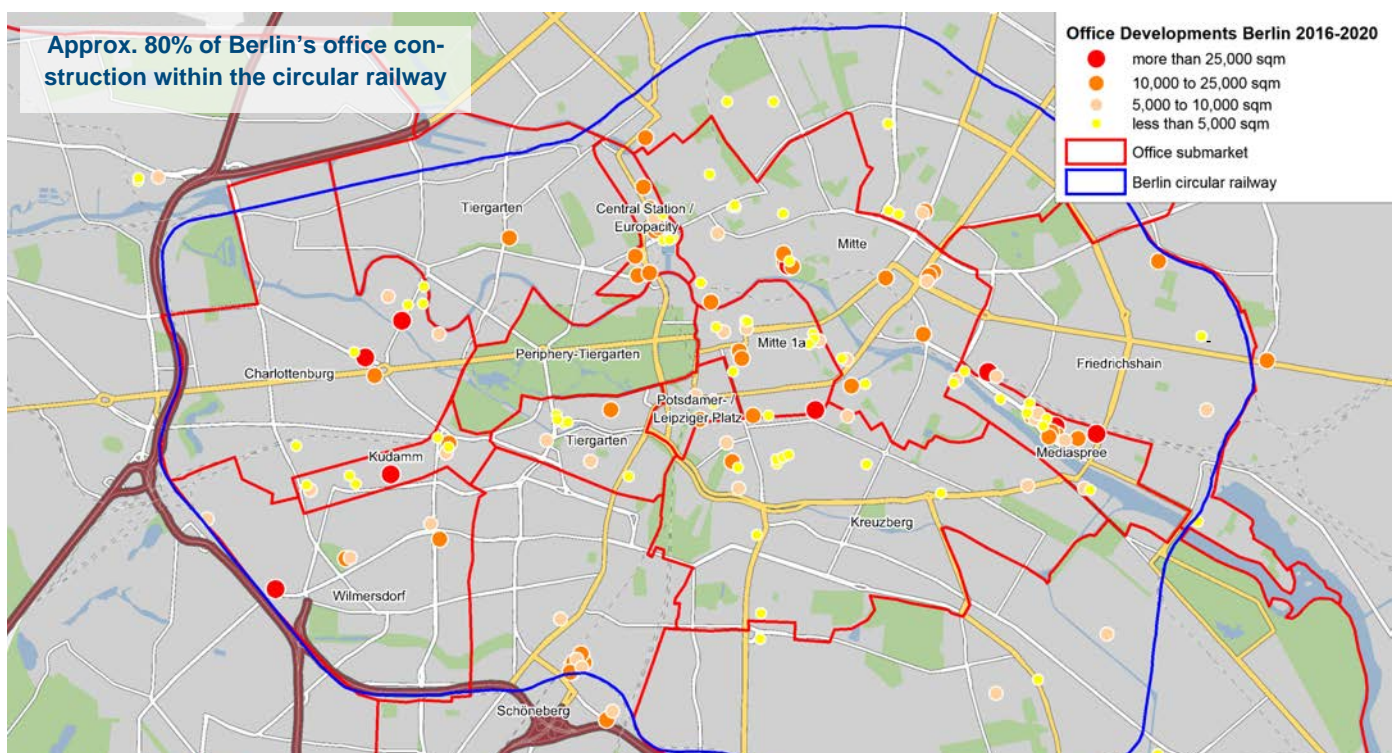 Approx. 80% of Berlin's office con-
struction within the circular railway
Office Developments Berlin 2016-2020
more than 25,000 sqm
10,000 to 25,000 sqm
5,000 to 10,000 sqm
less than 5,000 sqm
Office submarket
Berlin circular railway
Tiergarten
Central Station /
Europacity
Mitte
Mitte 1a
Periphery-Tiergarten
Friedrichshain
Charlottenburg
Potsdamer- /
Leipziger Platz
Tiergarten
Kudamm
Mediaspree
Kreuzberg
Wilmersdorf
Schöneberg